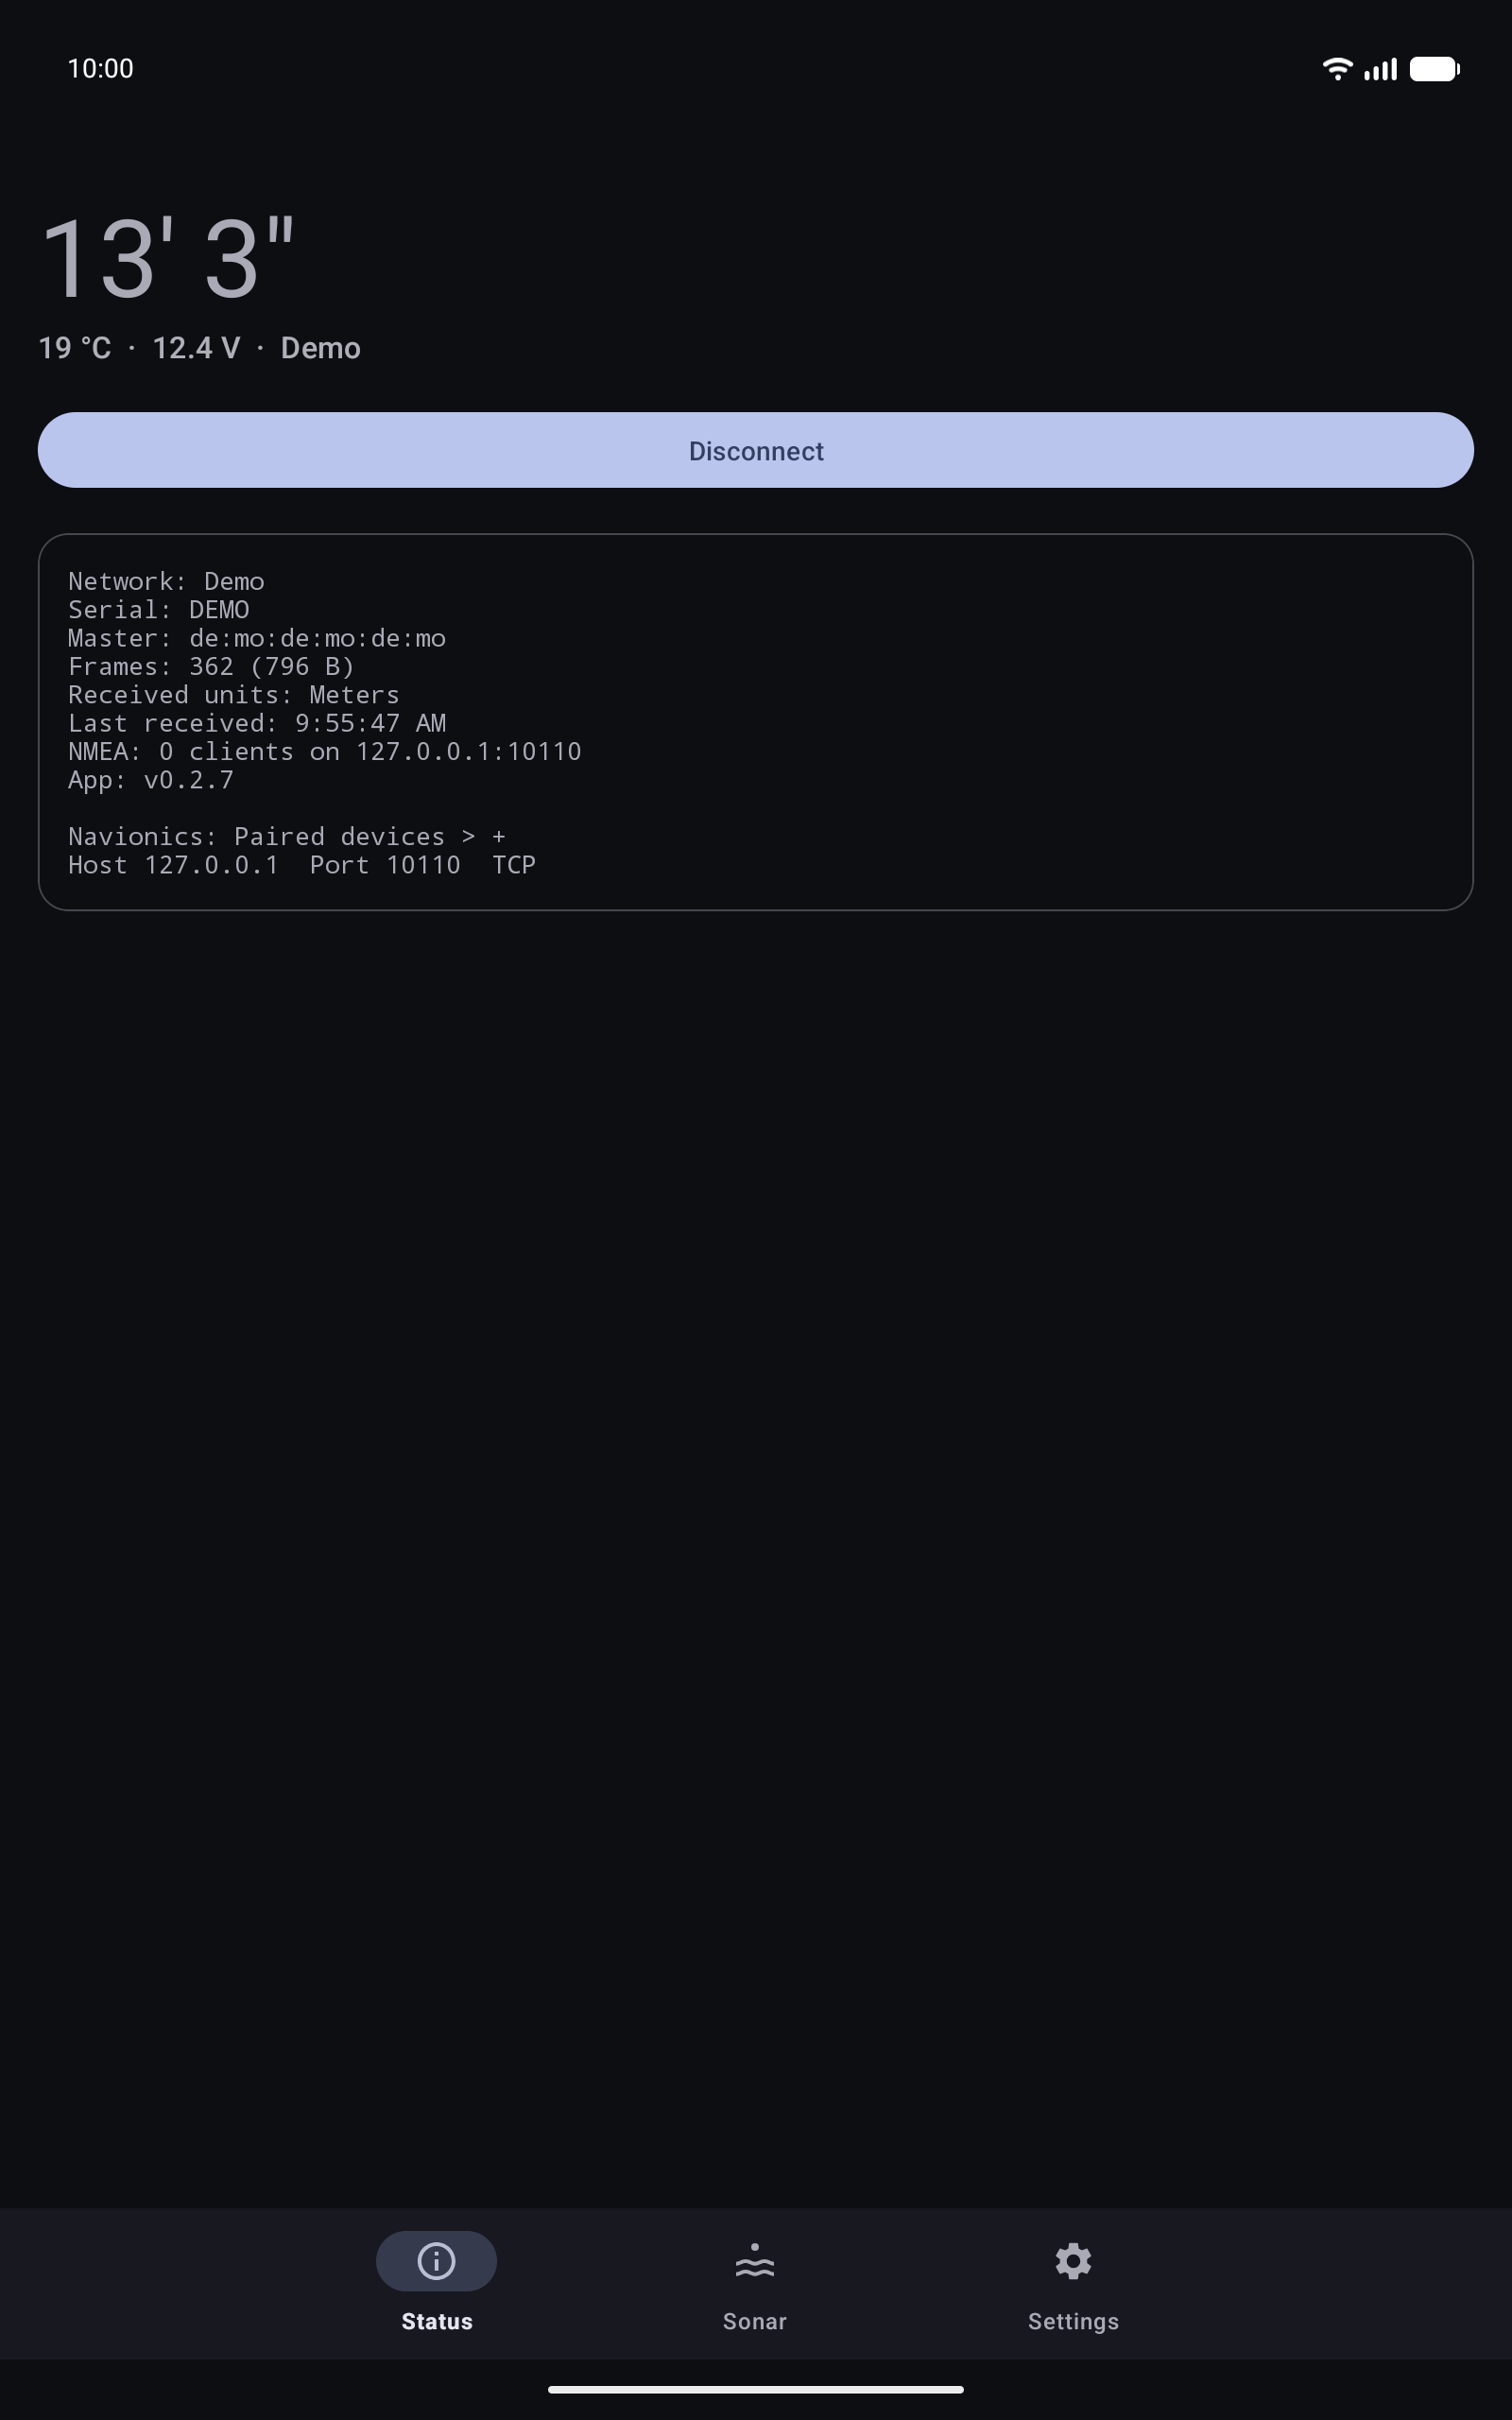 10:00
13' 3"
19 °C · 12.4 V · Demo
Disconnect
Network: Demo
Serial: DEMO
Master: de:mo:de:mo:de:mo
Frames: 362 (796 B)
Received units: Meters
Last received: 9:55:47 AM
NMEA: 0 clients on 127.0.0.1:10110
App: v0.2.7
Navionics: Paired devices > +
Host 127.0.0.1  Port 10110  TCP
Status
Sonar
Settings